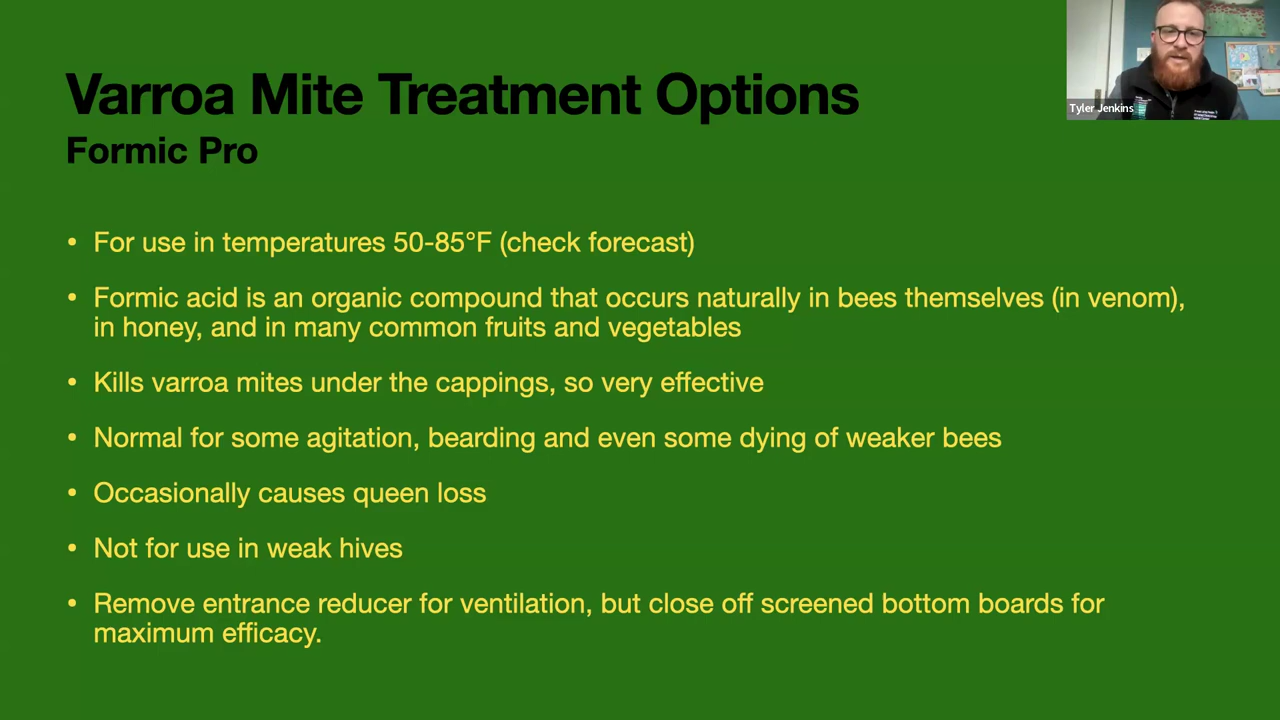 Varroa Mite Treatment Options
Formic Pro
Tyler Jenkins
• For use in temperatures 50-85°F (check forecast)
• Formic acid is an organic compound that occurs naturally in bees themselves (in venom),
in honey, and in many common fruits and vegetables
• Kills varroa mites under the cappings, so very effective
• Normal for some agitation, bearding and even some dying of weaker bees
• Occasionally causes queen loss
• Not for use in weak hives
• Remove entrance reducer for ventilation, but close off screened bottom boards for
maximum efficacy.